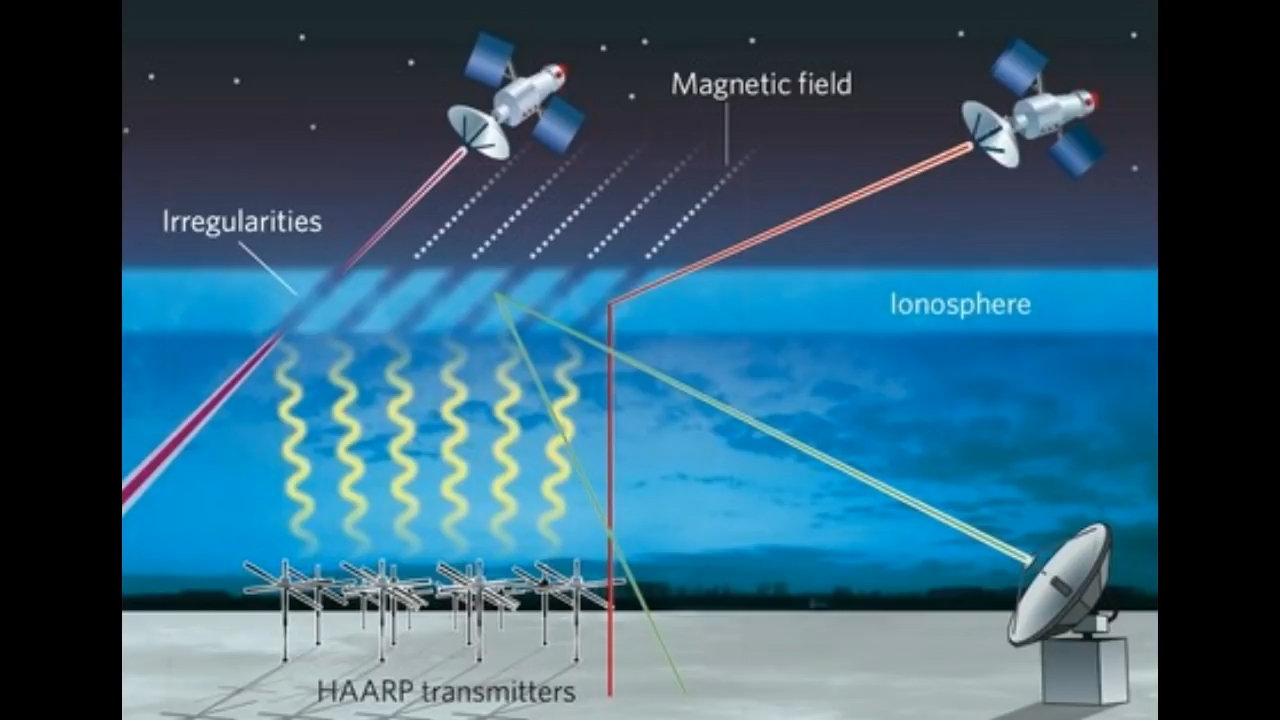 Magnetic field
Irregularities
Ionosphere
HAARP transmitters